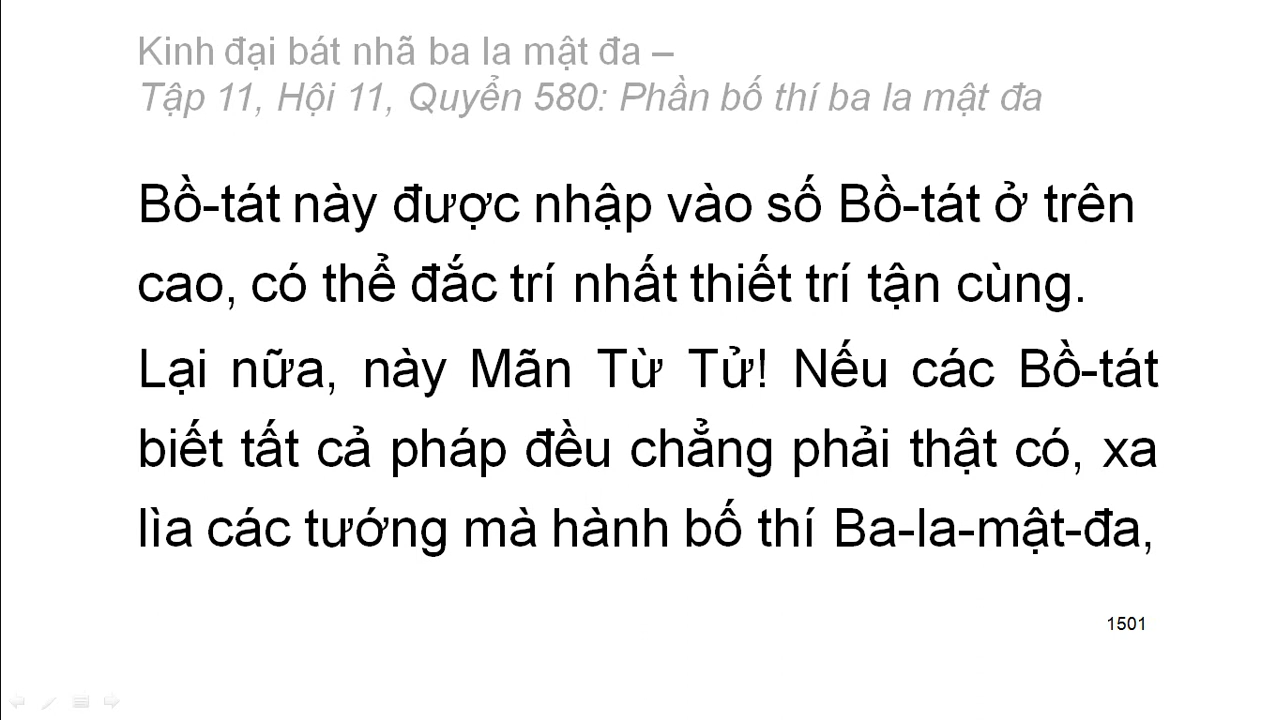 Kinh đại bát nhã ba la mật đa –
Tập 11, Hội 11, Quyển 580: Phần bố thí ba la mật đa
Bồ-tát này được nhập vào số Bồ-tát ở trên
cao, có thể đắc trí nhất thiết trí tận cùng.
Lại nữa, này Mãn Từ Tử! Nếu các Bồ-tát
biết tất cả pháp đều chẳng phải thật có, xa
lìa các tướng mà hành bố thí Ba-la-mật-đa,
1501